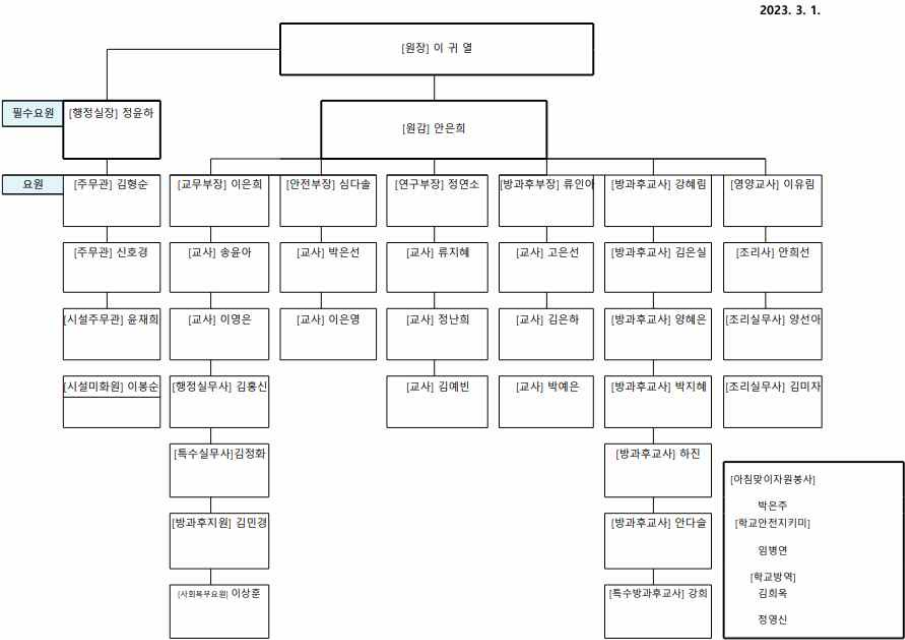 2023. 3. 1.
[원장] 이 귀 열
필수요원
[행정실장] 정윤하
[원감] 안은희
요원
[주무관] 김형순
[교무부장] 이은희
[안전부장] 심다솔
[연구부장] 정연소
[방과후부장] 류인아
[방과후교사] 강혜림
[영양교사] 이유림
[주무관] 신호경
[교사] 송윤아
[교사] 박은선
[교사] 류지혜
[교사] 고은선
[방과후교사] 김은실
[조리사] 안희선
[시설주무관] 윤재희
[교사] 이영은
[교사] 이은영
[교사] 정난희
[교사] 김은하
[방과후교사] 양혜은
[조리실무사] 양선아
[시설미화원] 이봉순
[행정실무사] 김홍신
[교사] 김예빈
[교사] 박예은
[방과후교사] 박지혜
[조리실무사] 김미자
[특수실무사]김정화
[방과후교사] 하진
[방과후지원] 김민경
[방과후교사] 안다솔
[사회복무요원] 이상훈
[특수방과후교사] 강희
[아침맞이자원봉사]
박은주
[학교안전지키미]
임병연
[학교방역]
김희옥
정영신